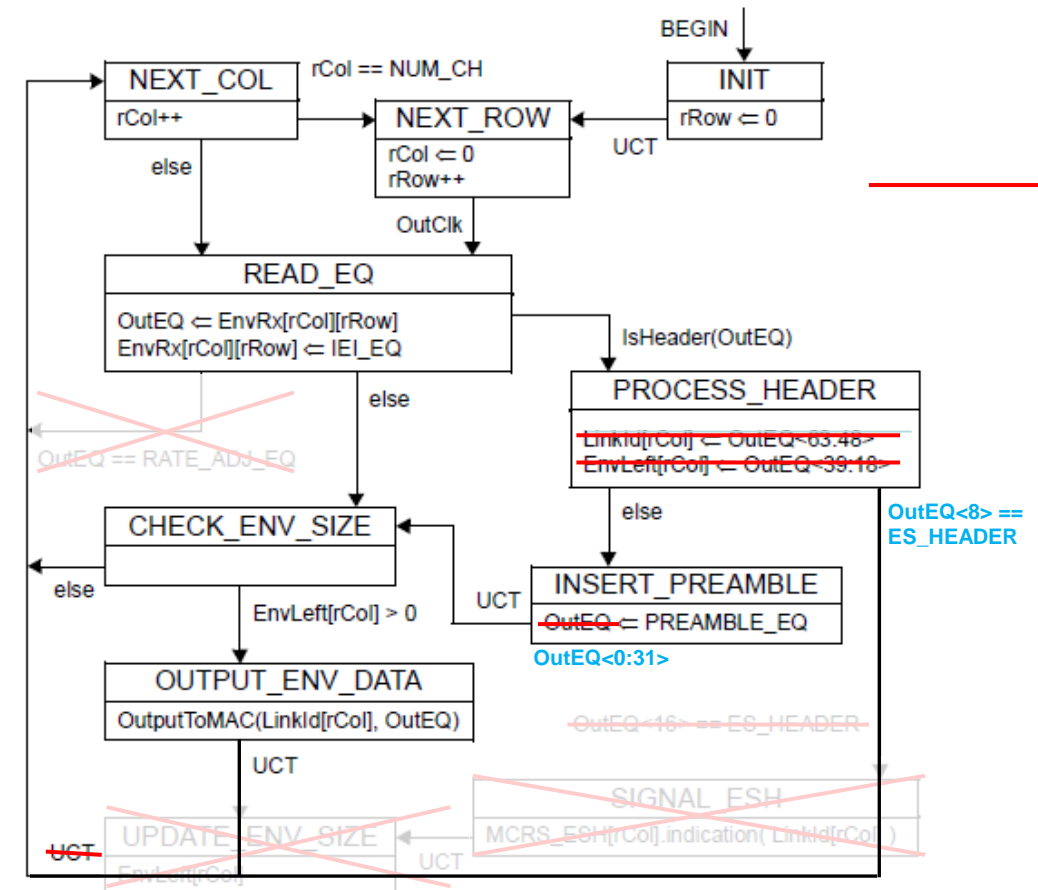 BEGIN
NEXT_COL
rCol++
rCol == NUM_CH
INIT
rRow ⇐ 0
NEXT_ROW
rCol ⇐ 0
rRow++
UCT
else
OutClk
READ_EQ
OutEQ ⇐ EnvRx[rCol][rRow]
EnvRx[rCol][rRow] ⇐ IEI_EQ
IsHeader(OutEQ)
else
PROCESS_HEADER
LinkId[rCol] ⇐ OutEQ<63:48>
EnvLeft[rCol] ⇐ OutEQ<39:18>
OutEQ == RATE_ADJ_EQ
CHECK_ENV_SIZE
else
OutEQ<8> ==
ES_HEADER
else
EnvLeft[rCol] > 0
UCT
INSERT_PREAMBLE
OutEQ ⇐ PREAMBLE_EQ
OutEQ<0:31>
OUTPUT_ENV_DATA
OutputToMAC(LinkId[rCol], OutEQ)
OutEQ<16> == ES_HEADER
UCT
SIGNAL_ESH
MCRS_ESH[rCol].indication( LinkId[rCol] )
UPDATE_ENV_SIZE
UCT
UCT
EnvLeft[rCol]